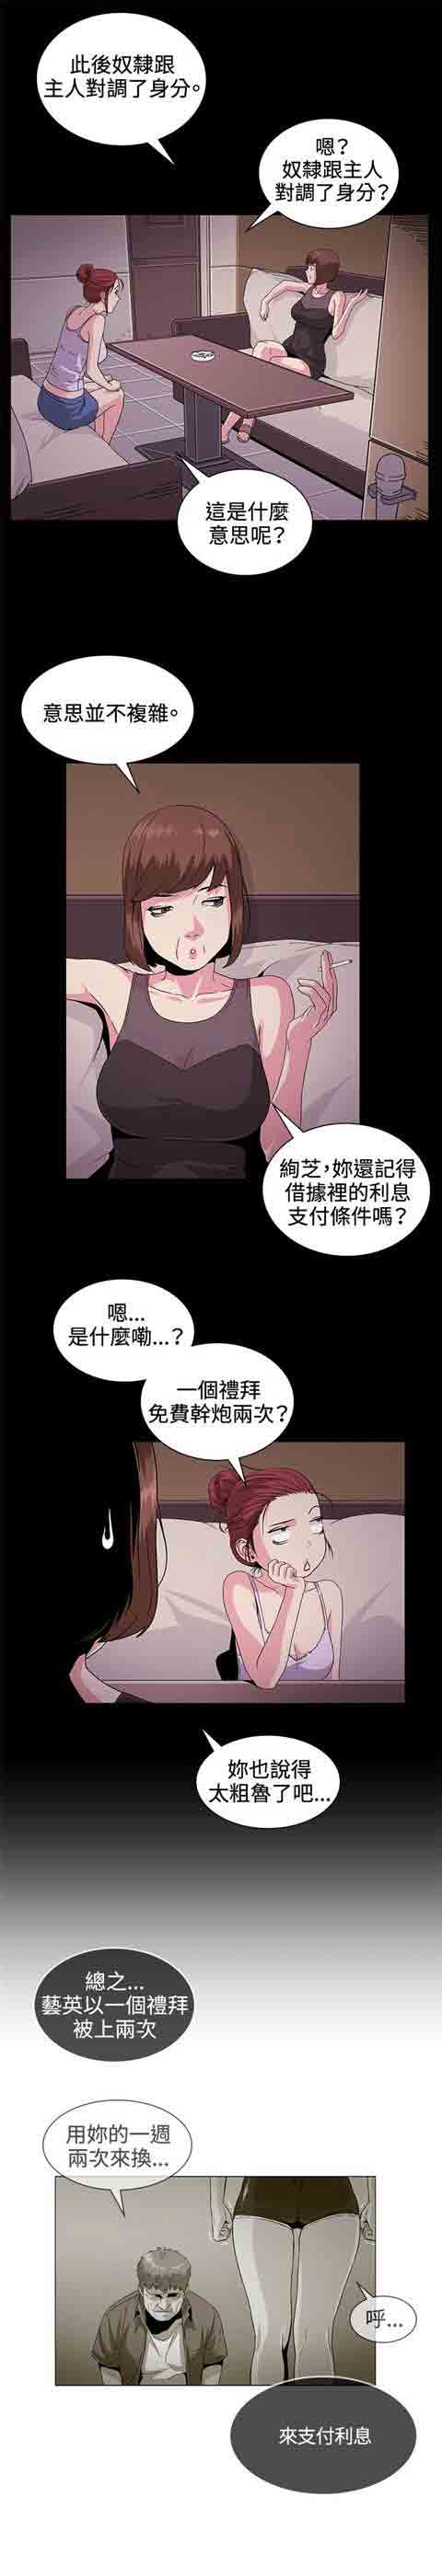 此後奴隸跟
主人對調了身分。
嗯？
奴隸跟主人
對調了身分？
這是什麼
意思呢？
意思並不複雜。
絢芝，妳還記得
借據裡的利息
支付條件嗎？
嗯…
是什麼嘞…？
一個禮拜
免費幹炮兩次？
妳也說得
太粗魯了吧…
總之…
藝英以一個禮拜
被上兩次
用妳的一週
兩次來換…
呼…
來支付利息